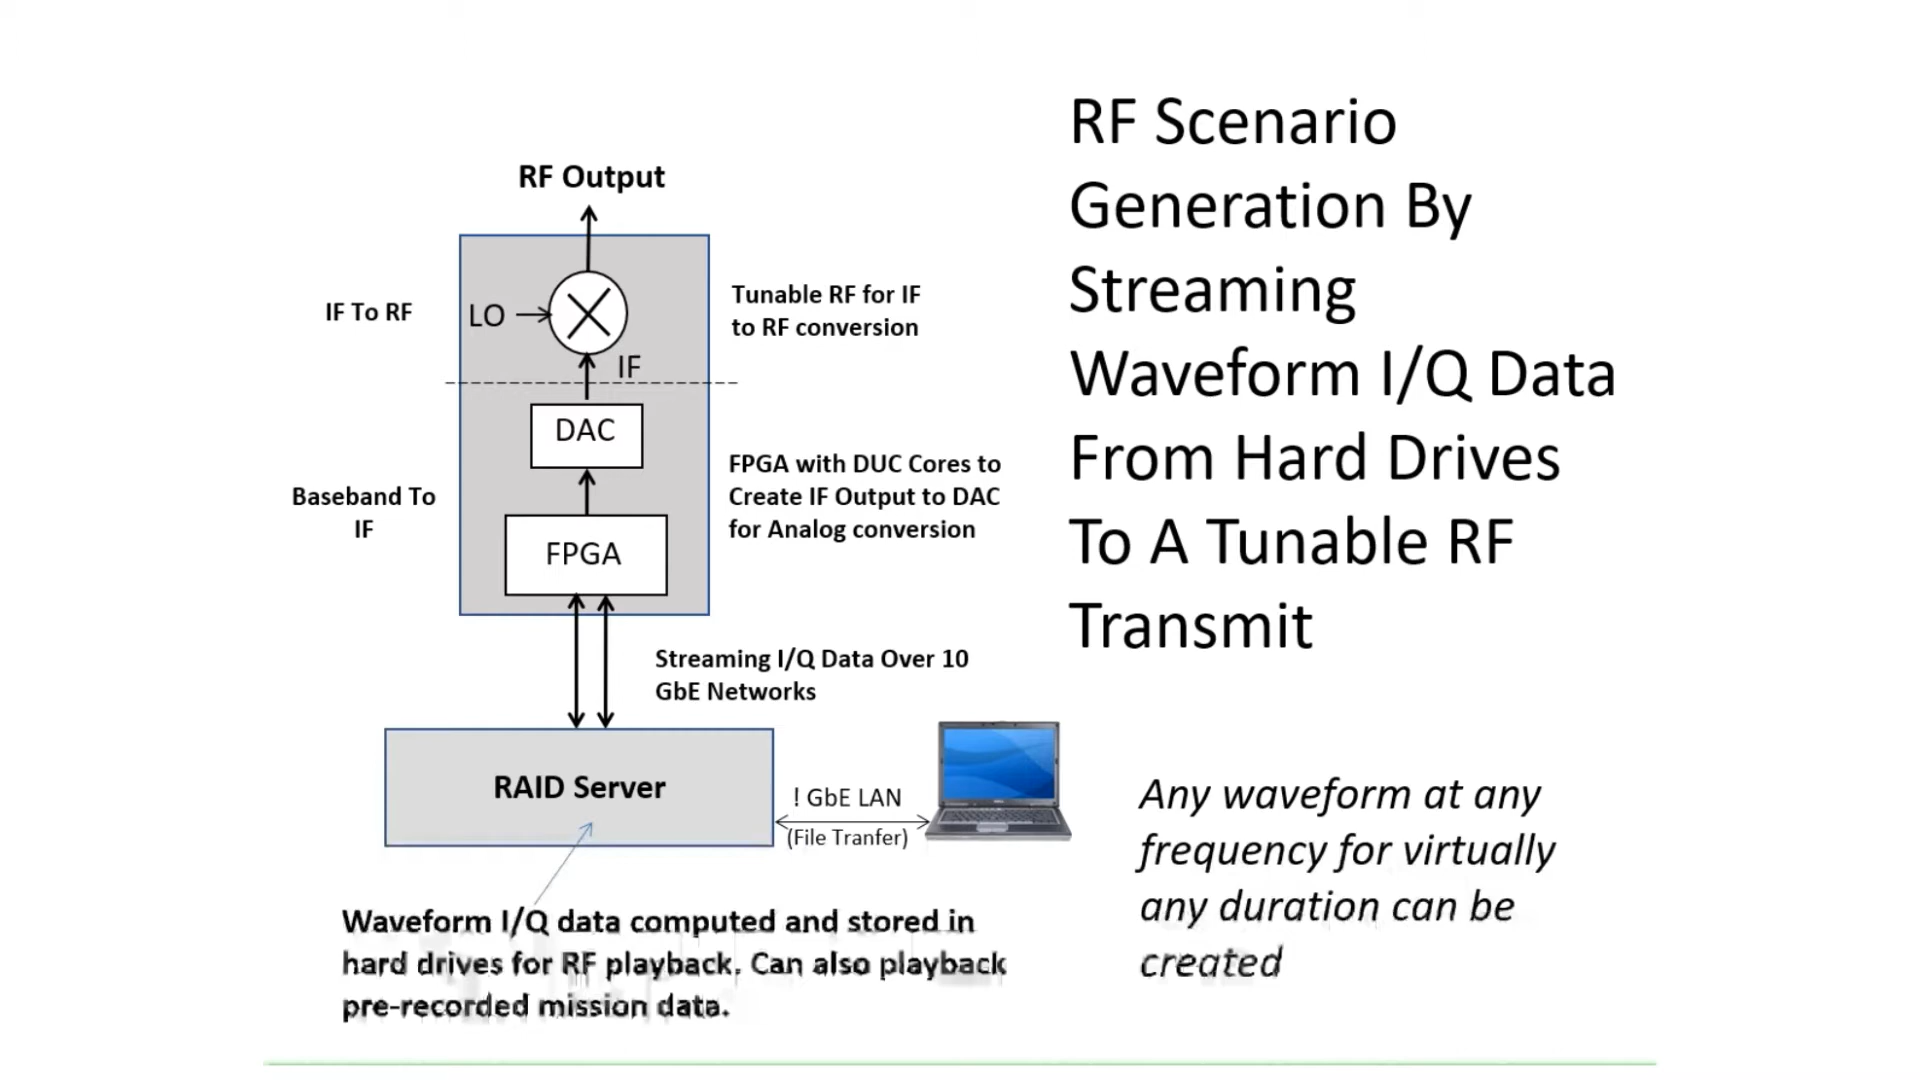 RF Scenario
Generation By
Streaming
Waveform I/Q Data
From Hard Drives
To A Tunable RF
Transmit
RF Output
IF To RF
LO
Tunable RF for IF
to RF conversion
IF
DAC
Baseband To
IF
FPGA with DUC Cores to
Create IF Output to DAC
for Analog conversion
FPGA
Streaming I/Q Data Over 10
GbE Networks
RAID Server
! GbE LAN
(File Tranfer)
Waveform I/Q data computed and stored in
hard drives for RF playback. Can also playback
pre-recorded mission data.
Any waveform at any
frequency for virtually
any duration can be
created